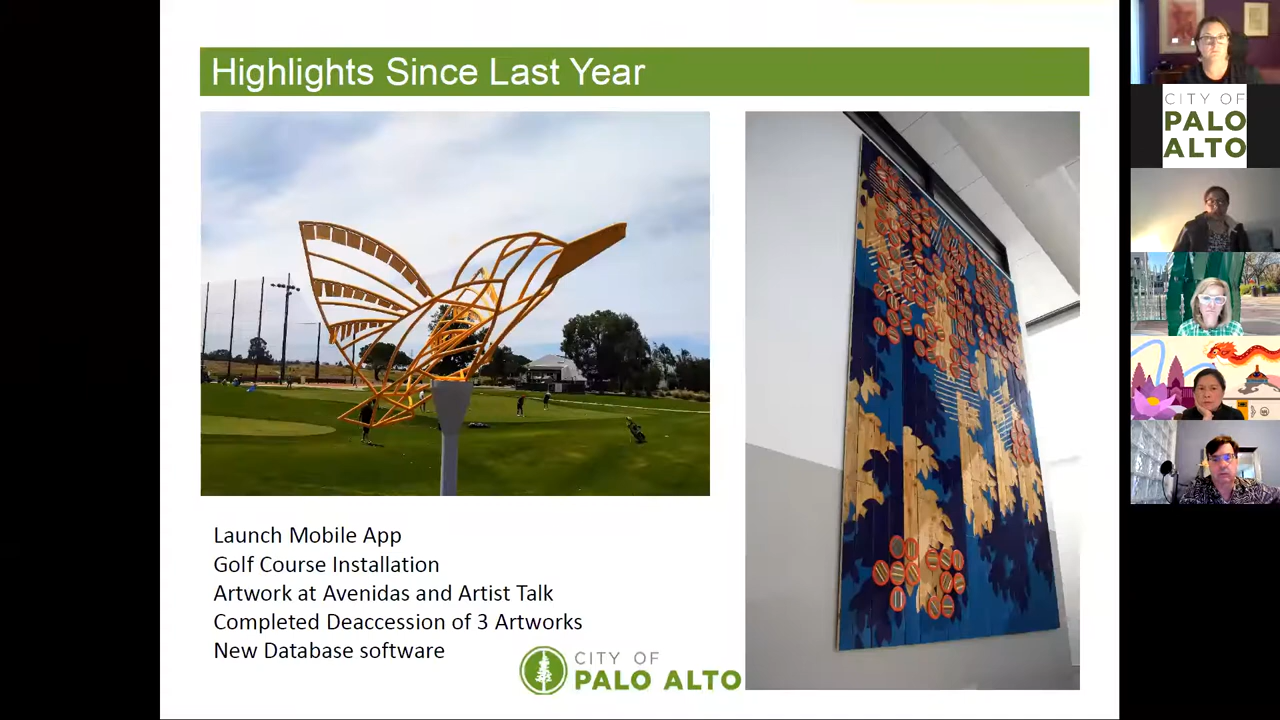 Highlights Since Last Year
Launch Mobile App
Golf Course Installation
Artwork at Avenidas and Artist Talk
Completed Deaccession of 3 Artworks
New Database software
CITY OF
PALO ALTO
CITY OF
PALO
ALTO